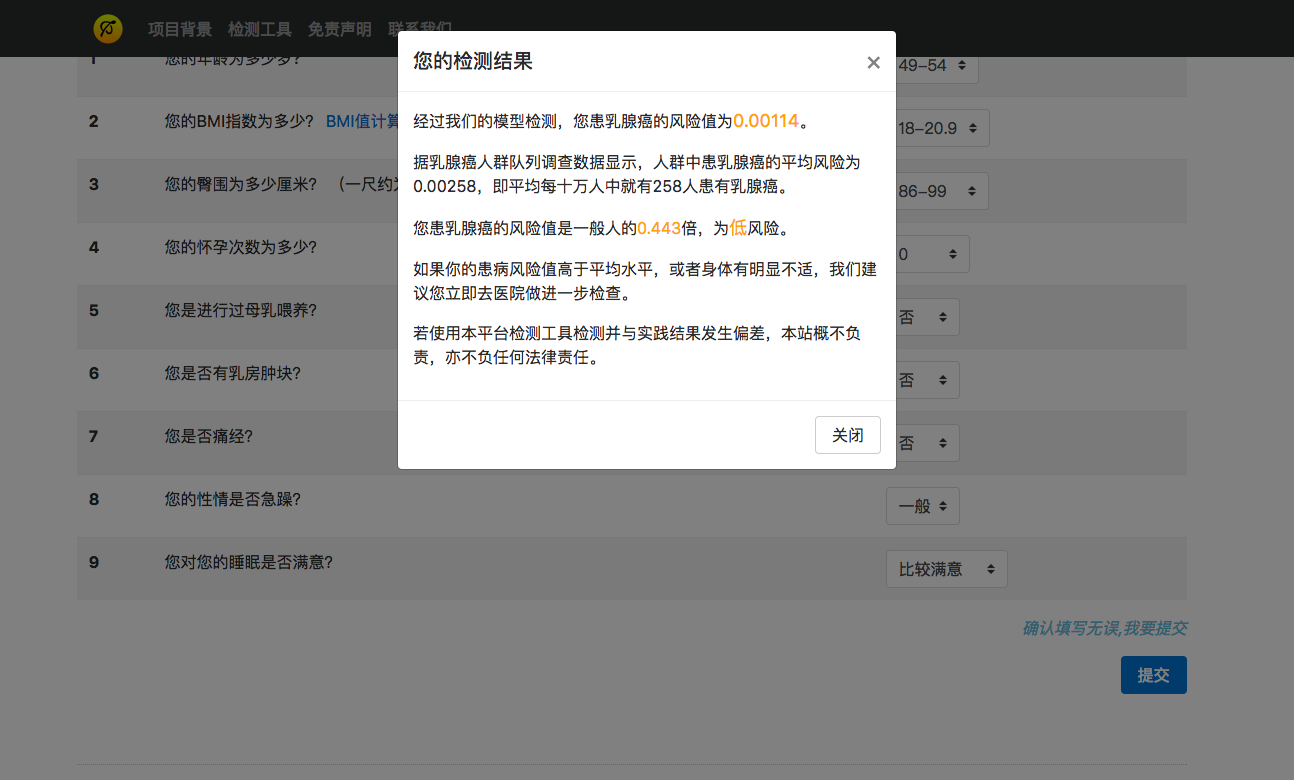 项目背景 检测工具 免责声明 联系我们
您的检测结果 ×
1 您的年龄为多少岁? 49–54
2 您的BMI指数为多少? BMI值计算 18–20.9
3 您的臀围为多少厘米? (一尺约为 86–99
4 您的怀孕次数为多少? 0
5 您是进行过母乳喂养? 否
6 您是否有乳房肿块? 否
7 您是否痛经? 否
8 您的性情是否急躁? 一般
9 您对您的睡眠是否满意? 比较满意
经过我们的模型检测，您患乳腺癌的风险值为0.00114。
据乳腺癌人群队列调查数据显示，人群中患乳腺癌的平均风险为
0.00258，即平均每十万人中就有258人患有乳腺癌。
您患乳腺癌的风险值是一般人的0.443倍，为低风险。
如果你的患病风险值高于平均水平，或者身体有明显不适，我们建
议您立即去医院做进一步检查。
若使用本平台检测工具检测并与实践结果发生偏差，本站概不负
责，亦不负任何法律责任。
关闭
确认填写无误,我要提交
提交